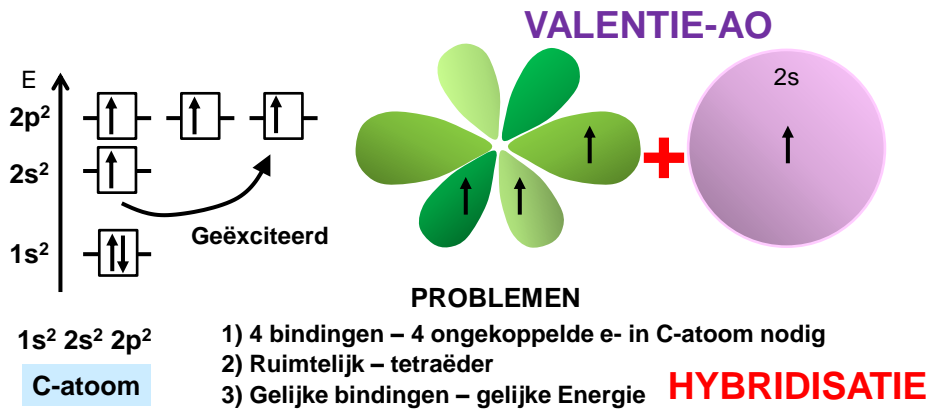 VALENTIE-AO
E
2p²
2s²
1s²
Geëxciteerd
2s
+
PROBLEMEN
1s² 2s² 2p²
C-atoom
1) 4 bindingen – 4 ongekoppelde e- in C-atoom nodig
2) Ruimtelijk – tetraëder
3) Gelijke bindingen – gelijke Energie
HYBRIDISATIE